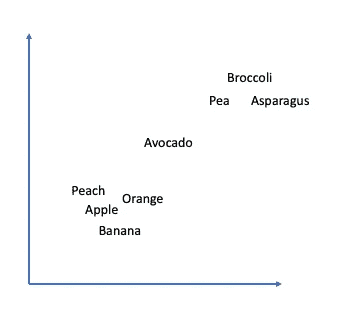 Broccoli
Pea Asparagus
Avocado
Peach
Orange
Apple
Banana